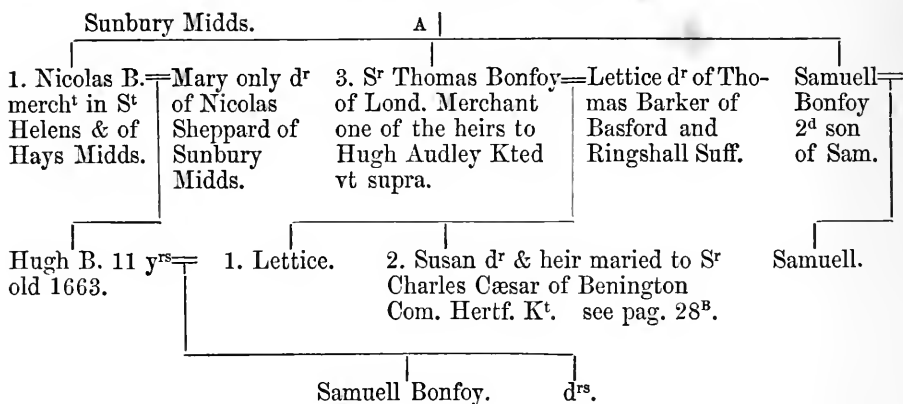 Sunbury Midds.
A
1. Nicolas B.
mercht in St
Helens & of
Hays Midds.
Mary only dr
of Nicolas
Sheppard of
Sunbury
Midds.
3. Sr Thomas Bonfoy
of Lond. Merchant
one of the heirs to
Hugh Audley Kted
vt supra.
Lettice dr of Tho-
mas Barker of
Basford and
Ringshall Suff.
Samuell
Bonfoy
2d son
of Sam.
Hugh B. 11 yrs
old 1663.
1. Lettice.
2. Susan dr & heir maried to Sr
Charles Cæsar of Benington
Com. Hertf. Kt. see pag. 28B.
Samuell.
Samuell Bonfoy.
drs.